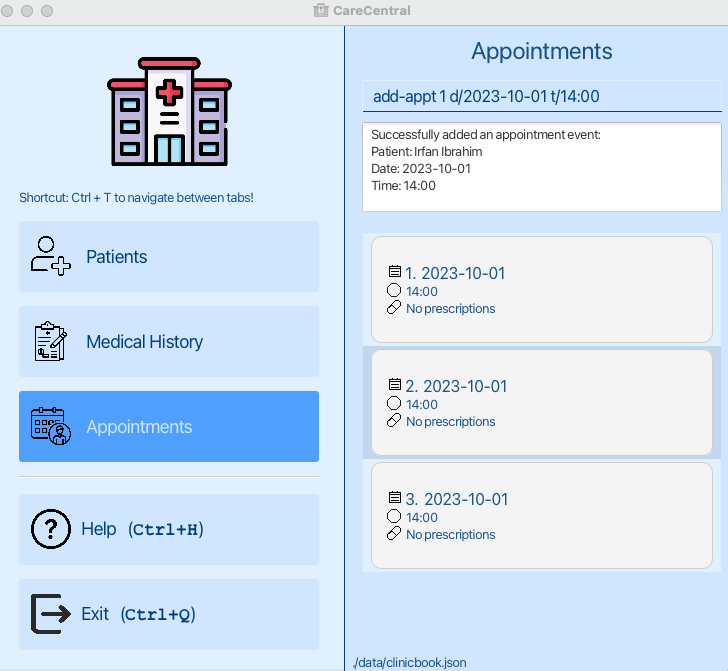 CareCentral
Shortcut: Ctrl + T to navigate between tabs!
Patients
Medical History
Appointments
Help (Ctrl+H)
Exit (Ctrl+Q)
Appointments
add-appt 1 d/2023-10-01 t/14:00
Successfully added an appointment event:
Patient: Irfan Ibrahim
Date: 2023-10-01
Time: 14:00
1. 2023-10-01
14:00
No prescriptions
2. 2023-10-01
14:00
No prescriptions
3. 2023-10-01
14:00
No prescriptions
./data/clinicbook.json